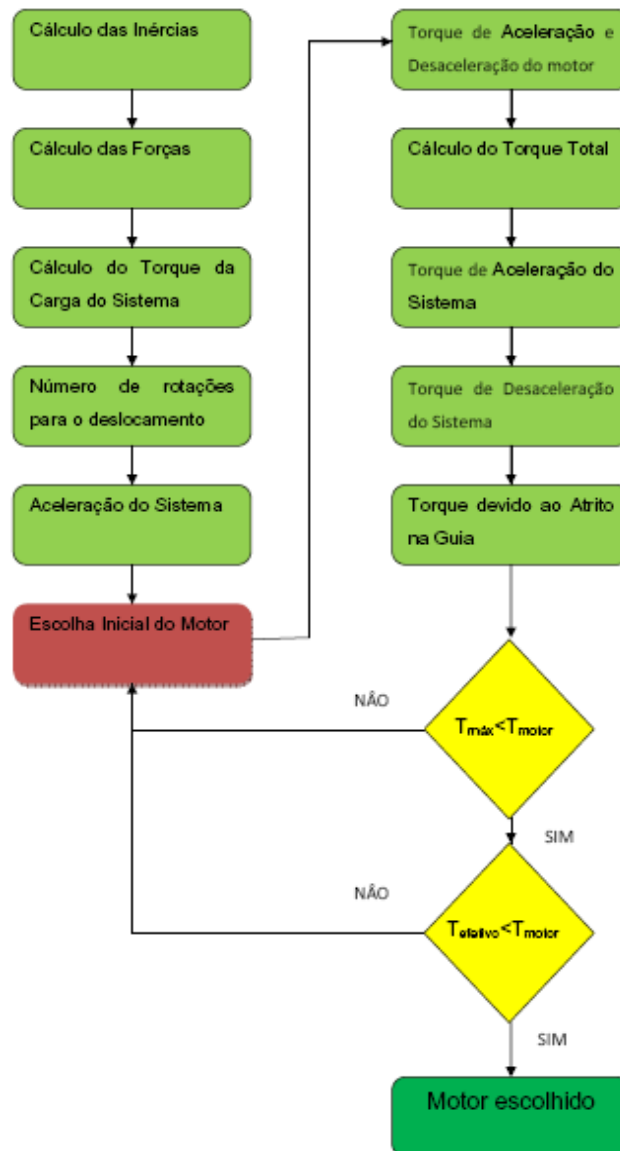 Cálculo das Inércias
Cálculo das Forças
Cálculo do Torque da
Carga do Sistema
Número de rotações
para o deslocamento
Aceleração do Sistema
Escolha Inicial do Motor
Torque de Aceleração e
Desaceleração do motor
Cálculo do Torque Total
Torque de Aceleração do
Sistema
Torque de Desaceleração
do Sistema
Torque devido ao Atrito
na Guia
NÂO
Tmáx<Tmotor
SIM
NÂO
Tefetivo<Tmotor
SIM
Motor escolhido